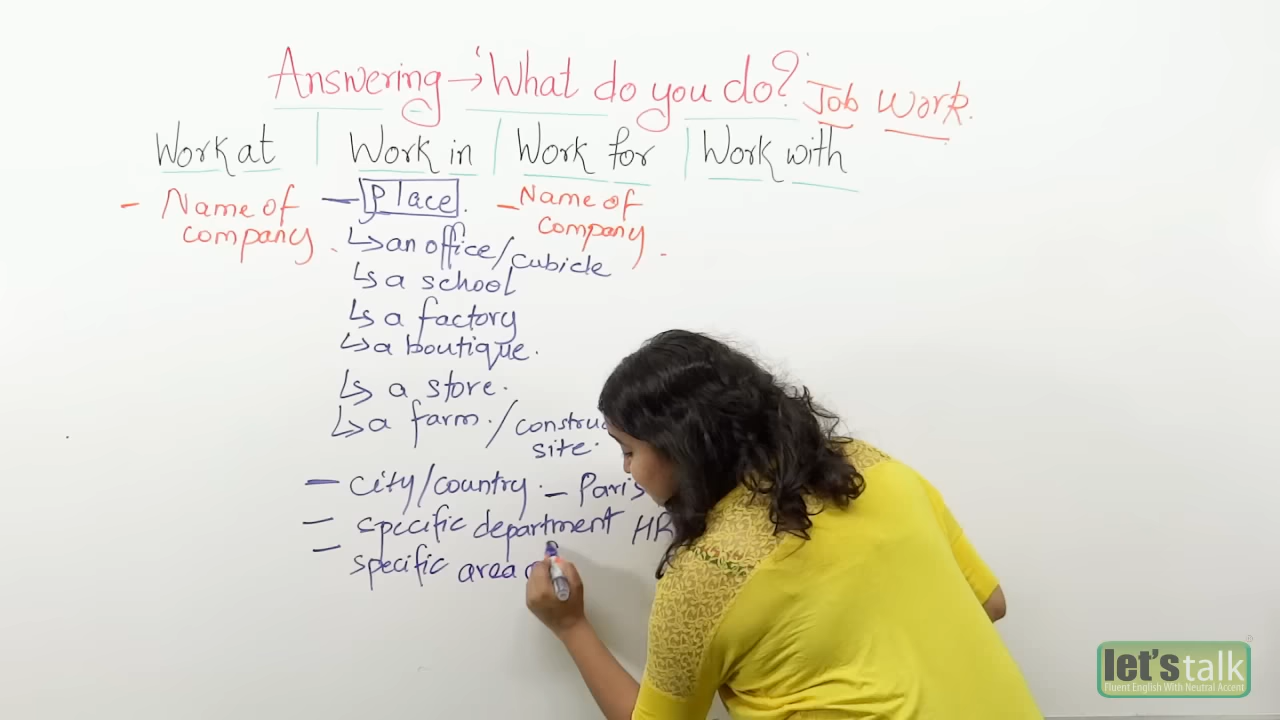 Answering → 'What do you do?' Job Work.
Work at | Work in | Work for | Work with
- Name of company.
- Place.
↳ an office/cubicle
↳ a school
↳ a factory
↳ a boutique.
↳ a store.
↳ a farm./
site.
- City/country. - Paris
- specific department HR
- specific area
- Name of company.
let's talk
Fluent English With Neutral Accent